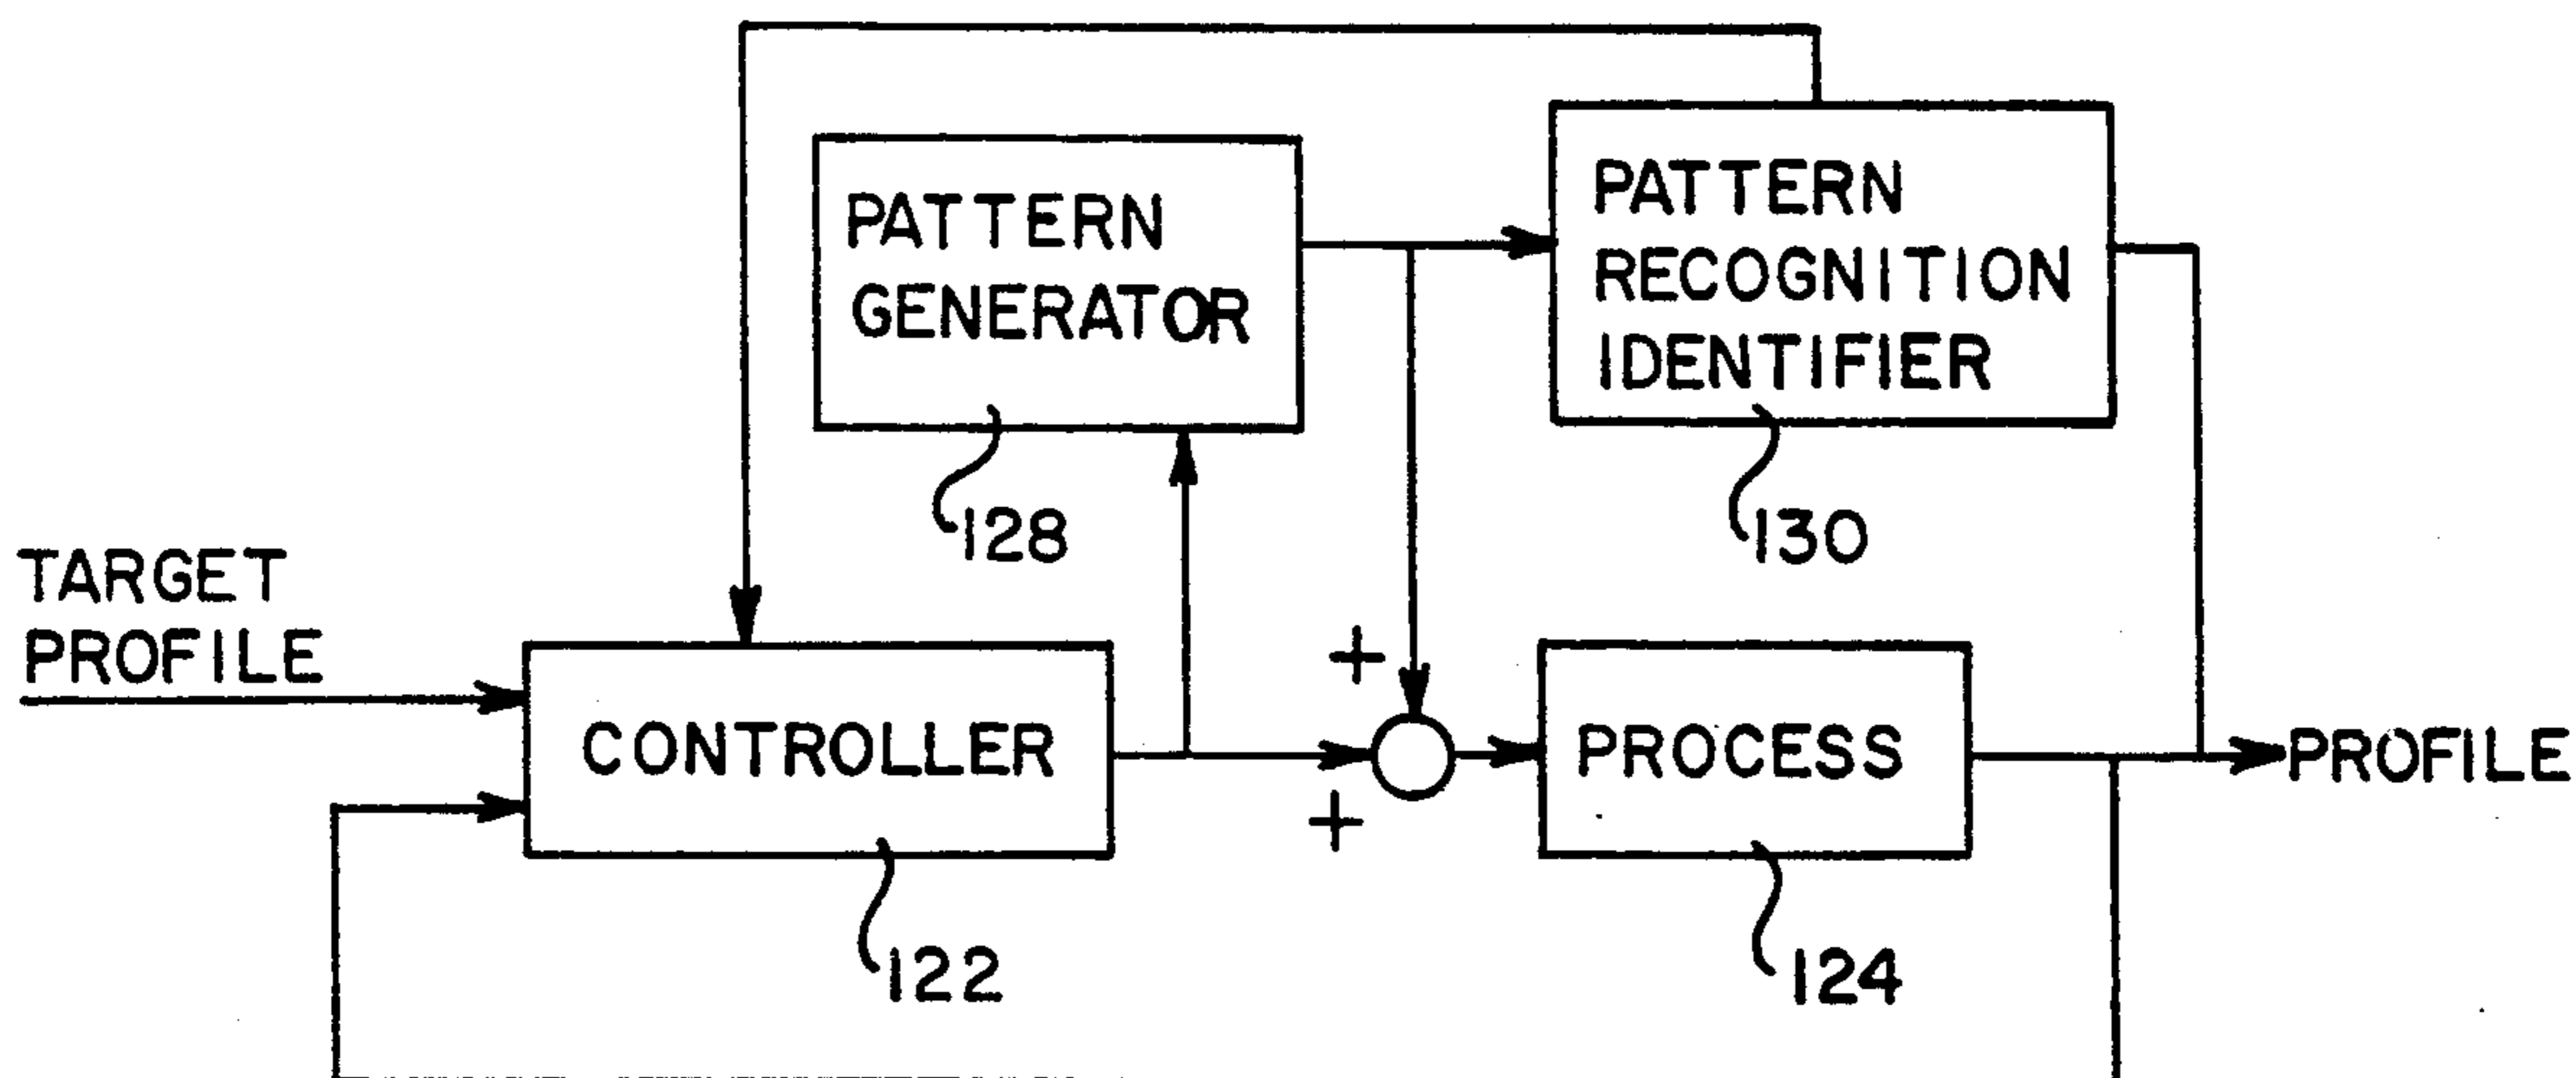 PATTERN
GENERATOR
128
PATTERN
RECOGNITION
IDENTIFIER
130
TARGET
PROFILE
CONTROLLER
122
+
+
PROCESS
124
PROFILE